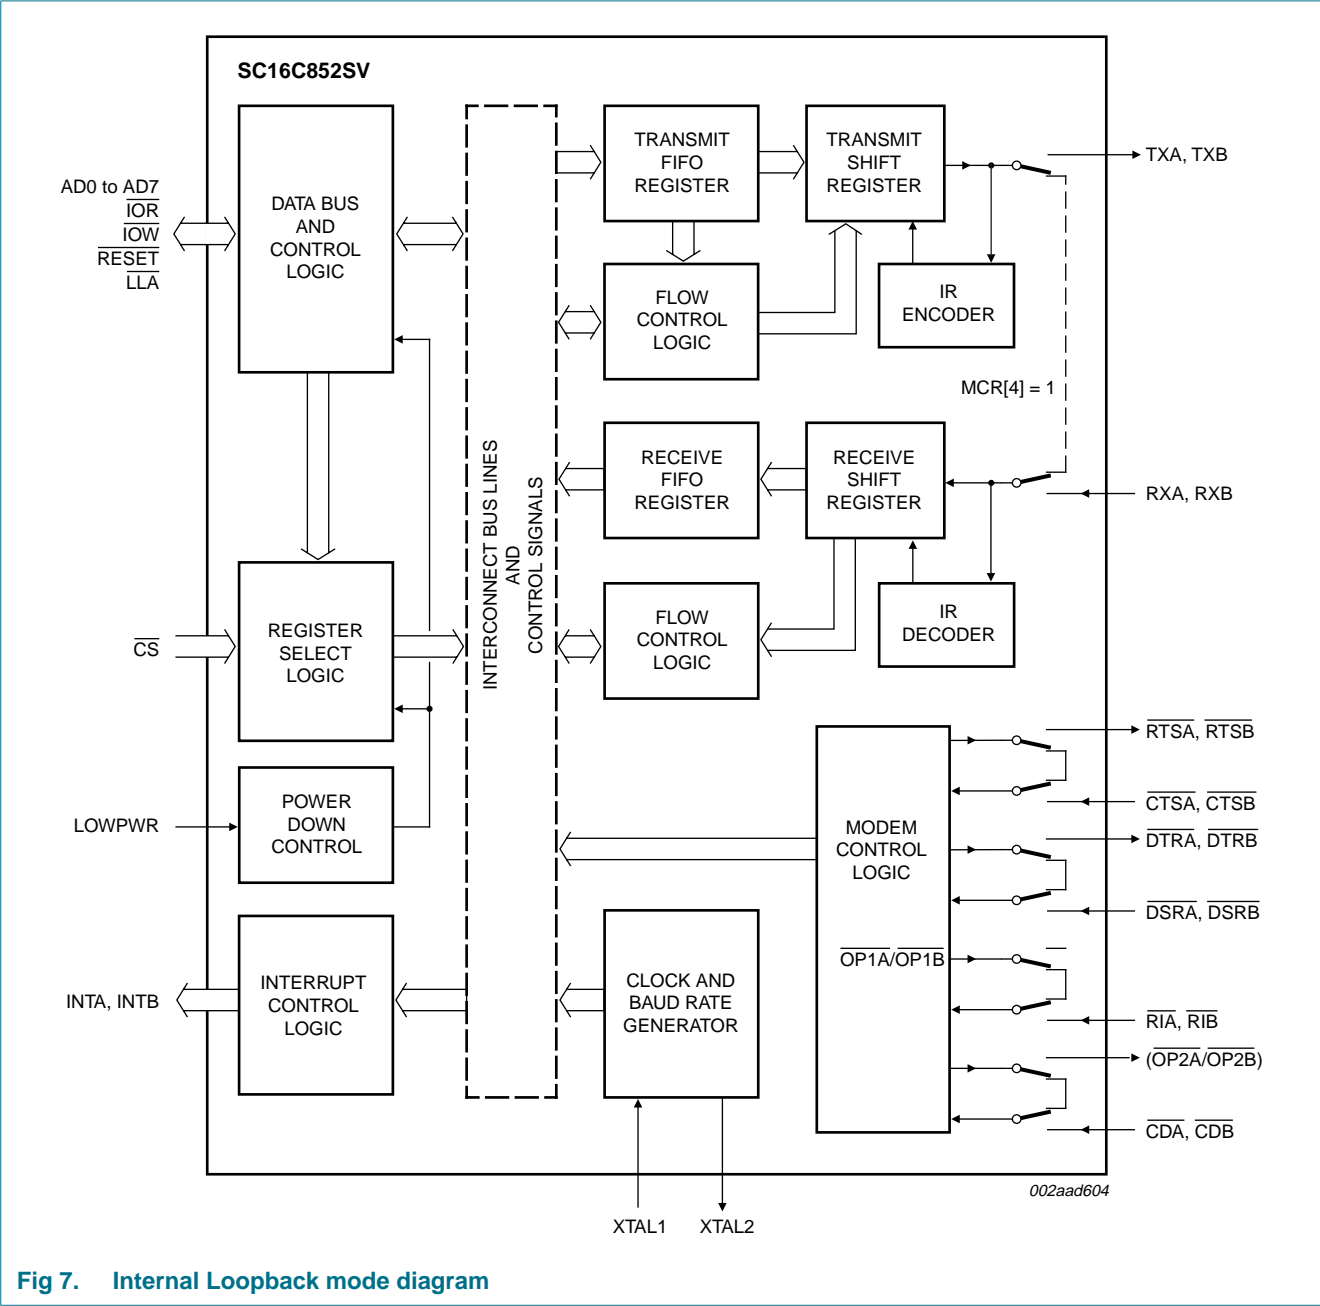 SC16C852SV
AD0 to AD7
IOR
IOW
RESET
LLA
DATA BUS
AND
CONTROL
LOGIC
TRANSMIT
FIFO
REGISTER
TRANSMIT
SHIFT
REGISTER
TXA, TXB
FLOW
CONTROL
LOGIC
IR
ENCODER
MCR[4] = 1
INTERCONNECT BUS LINES
AND
CONTROL SIGNALS
RECEIVE
FIFO
REGISTER
RECEIVE
SHIFT
REGISTER
RXA, RXB
FLOW
CONTROL
LOGIC
IR
DECODER
CS
REGISTER
SELECT
LOGIC
LOWPWR
POWER
DOWN
CONTROL
MODEM
CONTROL
LOGIC
RTSA, RTSB
CTSA, CTSB
DTRA, DTRB
DSRA, DSRB
OP1A/OP1B
RIA, RIB
(OP2A/OP2B)
CDA, CDB
INTA, INTB
INTERRUPT
CONTROL
LOGIC
CLOCK AND
BAUD RATE
GENERATOR
XTAL1
XTAL2
002aad604
Fig 7. Internal Loopback mode diagram